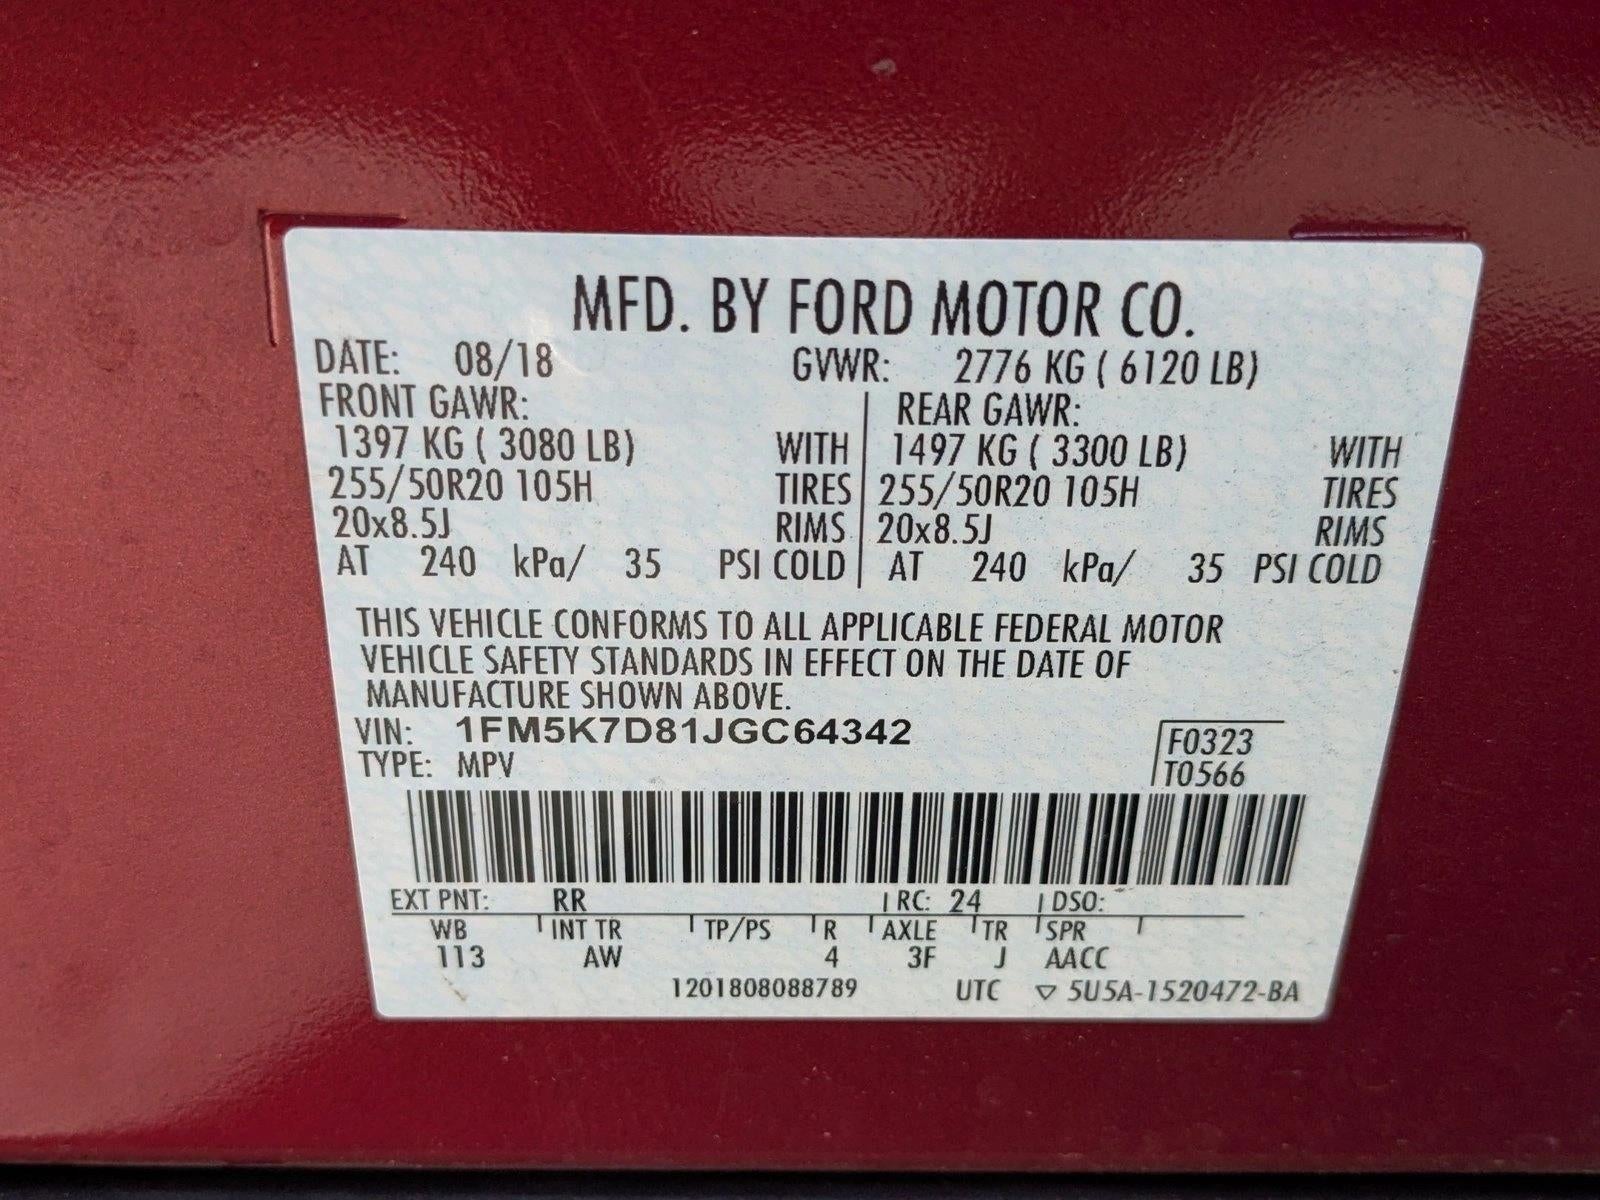 MFD. BY FORD MOTOR CO.
DATE: 08/18 GVWR: 2776 KG ( 6120 LB)
FRONT GAWR: REAR GAWR:
1397 KG ( 3080 LB) WITH 1497 KG ( 3300 LB) WITH
255/50R20 105H TIRES 255/50R20 105H TIRES
20x8.5J RIMS 20x8.5J RIMS
AT 240 kPa/ 35 PSI COLD AT 240 kPa/ 35 PSI COLD
THIS VEHICLE CONFORMS TO ALL APPLICABLE FEDERAL MOTOR
VEHICLE SAFETY STANDARDS IN EFFECT ON THE DATE OF
MANUFACTURE SHOWN ABOVE.
VIN: 1FM5K7D81JGC64342 F0323
TYPE: MPV T0566
EXT PNT: RR RC: 24 DSO:
WB INT TR TP/PS R AXLE TR SPR
113 AW 4 3F J AACC
1201808088789 UTC ▽ 5U5A-1520472-BA